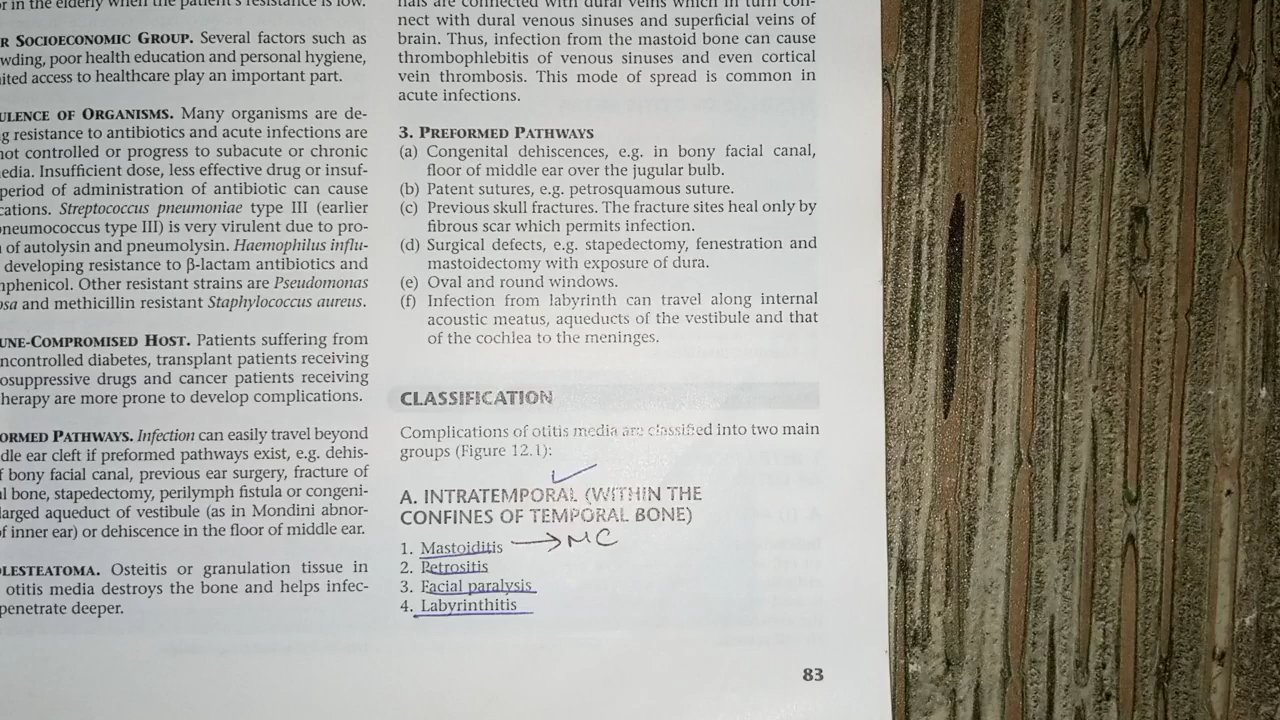 r in the elderly when the patient's resistance is low.
R SOCIOECONOMIC GROUP. Several factors such as
wding, poor health education and personal hygiene,
ited access to healthcare play an important part.
ULENCE OF ORGANISMS. Many organisms are de-
g resistance to antibiotics and acute infections are
not controlled or progress to subacute or chronic
edia. Insufficient dose, less effective drug or insuf-
period of administration of antibiotic can cause
cations. Streptococcus pneumoniae type III (earlier
pneumococcus type III) is very virulent due to pro-
of autolysin and pneumolysin. Haemophilus influ-
developing resistance to β-lactam antibiotics and
mphenicol. Other resistant strains are Pseudomonas
osa and methicillin resistant Staphylococcus aureus.
UNE-COMPROMISED HOST. Patients suffering from
ncontrolled diabetes, transplant patients receiving
osuppressive drugs and cancer patients receiving
herapy are more prone to develop complications.
ORMED PATHWAYS. Infection can easily travel beyond
dle ear cleft if preformed pathways exist, e.g. dehis-
f bony facial canal, previous ear surgery, fracture of
al bone, stapedectomy, perilymph fistula or congeni-
larged aqueduct of vestibule (as in Mondini abnor-
of inner ear) or dehiscence in the floor of middle ear.
LESTEATOMA. Osteitis or granulation tissue in
otitis media destroys the bone and helps infec-
penetrate deeper.
nals are connected with dural veins which in turn con-
nect with dural venous sinuses and superficial veins of
brain. Thus, infection from the mastoid bone can cause
thrombophlebitis of venous sinuses and even cortical
vein thrombosis. This mode of spread is common in
acute infections.
3. PREFORMED PATHWAYS
(a) Congenital dehiscences, e.g. in bony facial canal,
floor of middle ear over the jugular bulb.
(b) Patent sutures, e.g. petrosquamous suture.
(c) Previous skull fractures. The fracture sites heal only by
fibrous scar which permits infection.
(d) Surgical defects, e.g. stapedectomy, fenestration and
mastoidectomy with exposure of dura.
(e) Oval and round windows.
(f) Infection from labyrinth can travel along internal
acoustic meatus, aqueducts of the vestibule and that
of the cochlea to the meninges.
CLASSIFICATION
Complications of otitis media are classified into two main
groups (Figure 12.1):
A. INTRATEMPORAL (WITHIN THE
CONFINES OF TEMPORAL BONE)
1. Mastoiditis → MC
2. Petrositis
3. Facial paralysis
4. Labyrinthitis
83